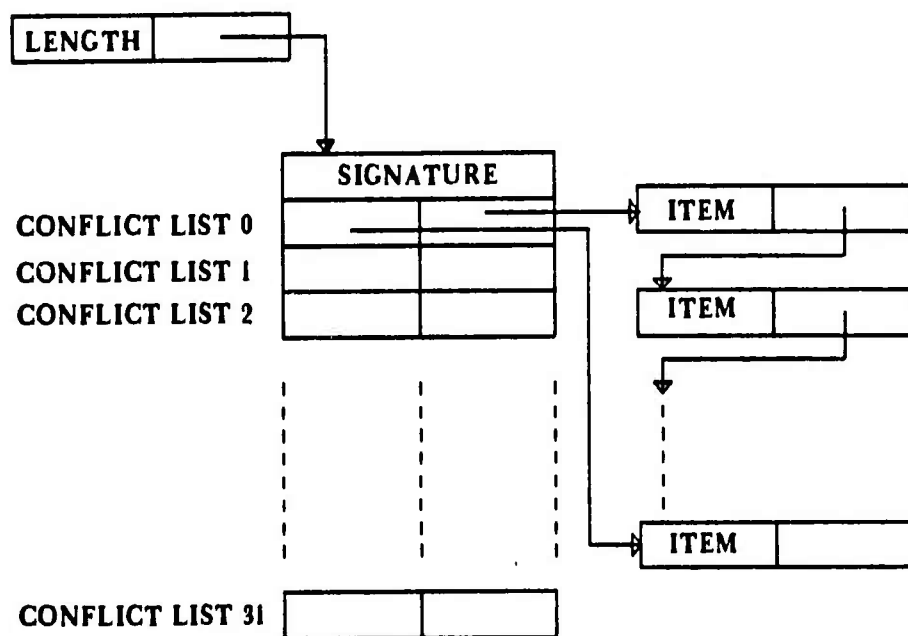 LENGTH
SIGNATURE
CONFLICT LIST 0
ITEM
CONFLICT LIST 1
ITEM
CONFLICT LIST 2
ITEM
CONFLICT LIST 31